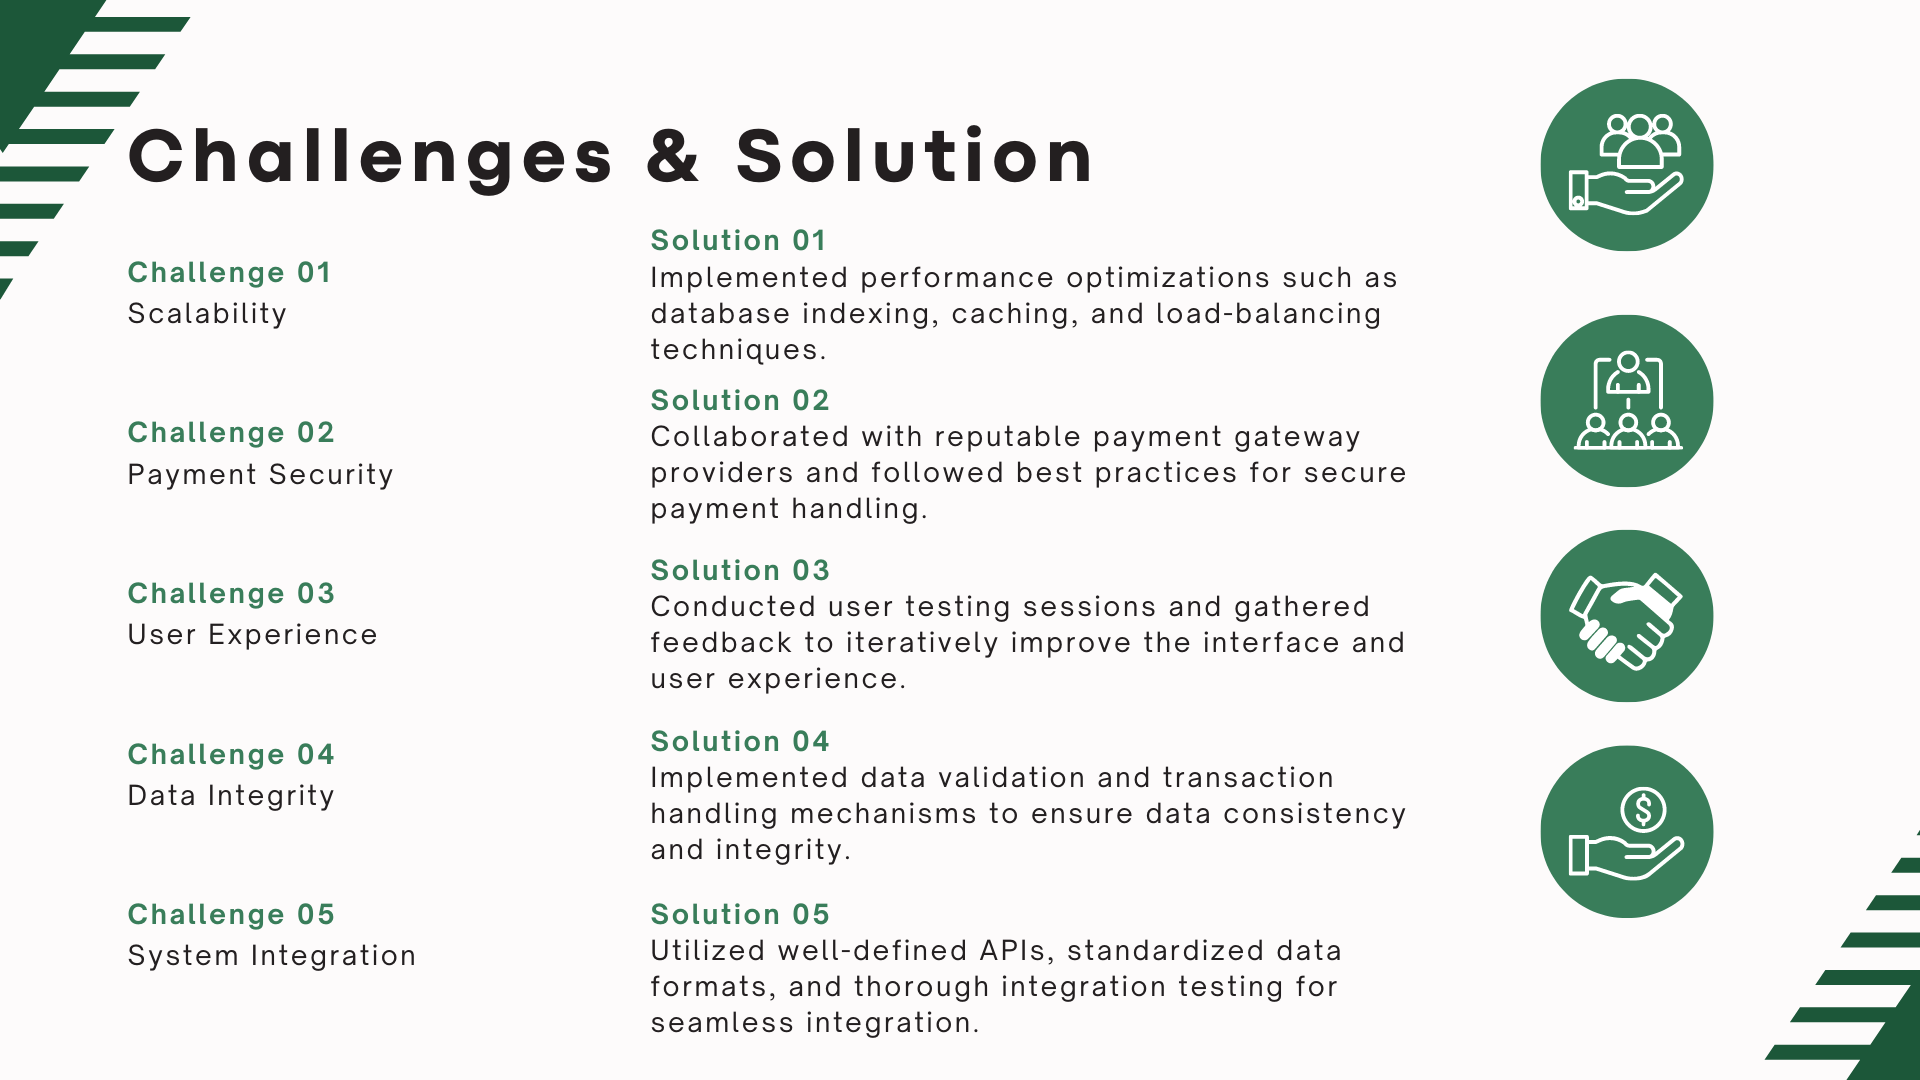 Challenges & Solution
Challenge 01
Scalability
Solution 01
Implemented performance optimizations such as
database indexing, caching, and load-balancing
techniques.
Challenge 02
Payment Security
Solution 02
Collaborated with reputable payment gateway
providers and followed best practices for secure
payment handling.
Challenge 03
User Experience
Solution 03
Conducted user testing sessions and gathered
feedback to iteratively improve the interface and
user experience.
Challenge 04
Data Integrity
Solution 04
Implemented data validation and transaction
handling mechanisms to ensure data consistency
and integrity.
Challenge 05
System Integration
Solution 05
Utilized well-defined APIs, standardized data
formats, and thorough integration testing for
seamless integration.
$